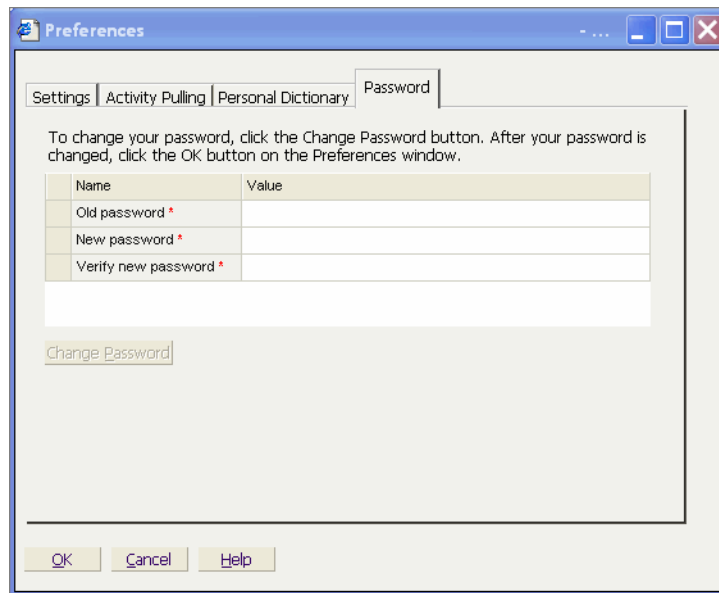 Preferences - ...
Settings Activity Pulling Personal Dictionary Password
To change your password, click the Change Password button. After your password is
changed, click the OK button on the Preferences window.
Name Value
Old password *
New password *
Verify new password *
Change Password
OK Cancel Help